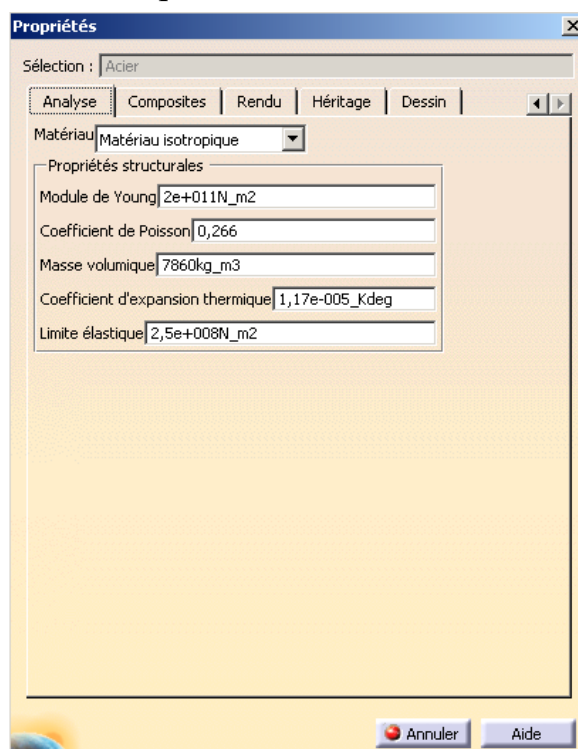 Propriétés
Sélection : Acier
Analyse Composites Rendu Héritage Dessin
Matériau Matériau isotropique
Propriétés structurales
Module de Young 2e+011N_m2
Coefficient de Poisson 0,266
Masse volumique 7860kg_m3
Coefficient d'expansion thermique 1,17e-005_Kdeg
Limite élastique 2,5e+008N_m2
Annuler Aide